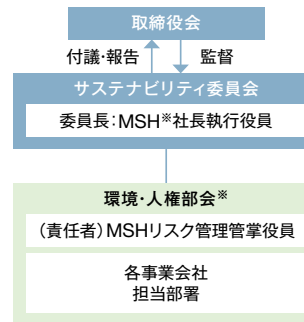 取締役会
付議・報告 監督
サステナビリティ委員会
委員長：MSH※社長執行役員
環境・人権部会※
（責任者）MSHリスク管理管掌役員
各事業会社
担当部署